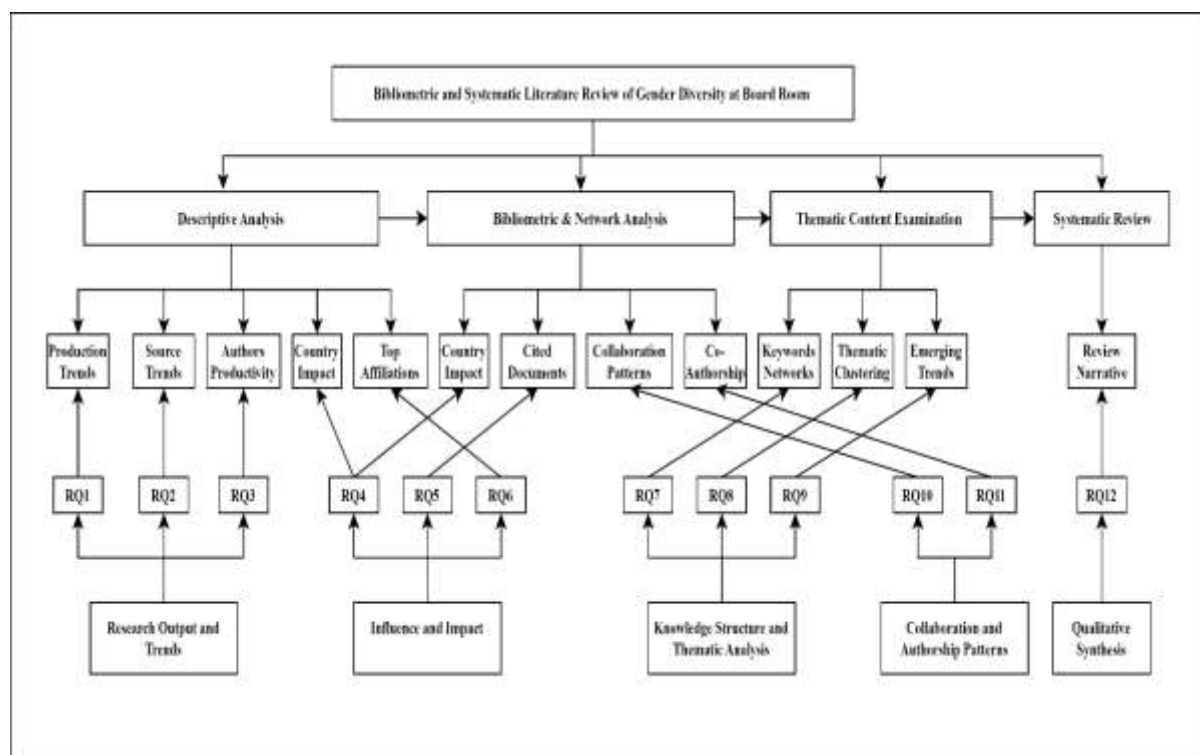 Bibliometric and Systematic Literature Review of Gender Diversity at Board Room
Descriptive Analysis
Bibliometric & Network Analysis
Thematic Content Examination
Systematic Review
Production
Trends
Source
Trends
Authors
Productivity
Country
Impact
Top
Affiliations
Country
Impact
Cited
Documents
Collaboration
Patterns
Co-
Authorship
Keywords
Networks
Thematic
Clustering
Emerging
Trends
Review
Narrative
RQ1
RQ2
RQ3
RQ4
RQ5
RQ6
RQ7
RQ8
RQ9
RQ10
RQ11
RQ12
Research Output and
Trends
Influence and Impact
Knowledge Structure and
Thematic Analysis
Collaboration and
Authorship Patterns
Qualitative
Synthesis